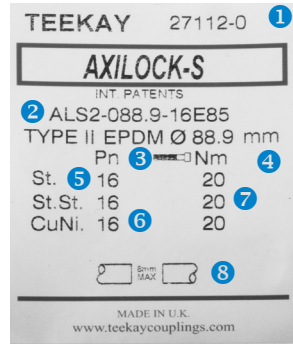 TEEKAY 27112-0 1
AXILOCK-S
INT. PATENTS
2 ALS2-088.9-16E85
TYPE II EPDM Ø 88.9 mm
Pn 3 Nm 4
St. 5 16 20
St.St. 16 20 7
CuNi. 16 6 20
6mm MAX 8
MADE IN U.K.
www.teekaycouplings.com